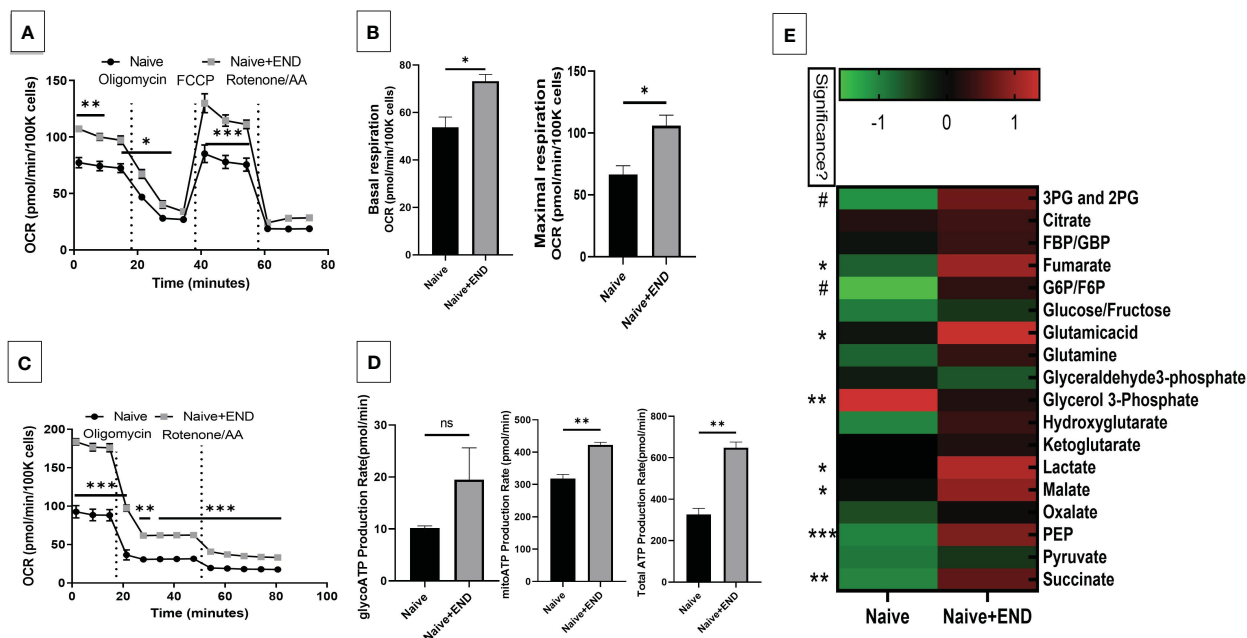 A
Naive
Naive+END
Oligomycin
FCCP
Rotenone/AA
OCR (pmol/min/100K cells)
150
100
50
0
**
*
***
0
20
40
60
80
Time (minutes)
B
Basal respiration
OCR (pmol/min/100K cells)
80
60
40
20
0
*
Naive
Naive+END
Maximal respiration
OCR (pmol/min/100K cells)
150
100
50
0
*
Naive
Naive+END
C
Naive
Naive+END
Oligomycin
Rotenone/AA
OCR (pmol/min/100K cells)
200
150
100
50
0
***
**
***
0
20
40
60
80
100
Time (minutes)
D
glycoATP Production Rate(pmol/min)
30
20
10
0
ns
Naive
Naive+END
mitoATP Production Rate (pmol/min)
500
400
300
200
100
0
**
Naive
Naive+END
Total ATP Production Rate(pmol/min)
800
600
400
200
0
**
Naive
Naive+END
E
Significance?
-1
0
1
# 3PG and 2PG
Citrate
FBP/GBP
* Fumarate
# G6P/F6P
Glucose/Fructose
* Glutamicacid
Glutamine
Glyceraldehyde3-phosphate
** Glycerol 3-Phosphate
Hydroxyglutarate
Ketoglutarate
* Lactate
* Malate
Oxalate
*** PEP
Pyruvate
** Succinate
Naive
Naive+END